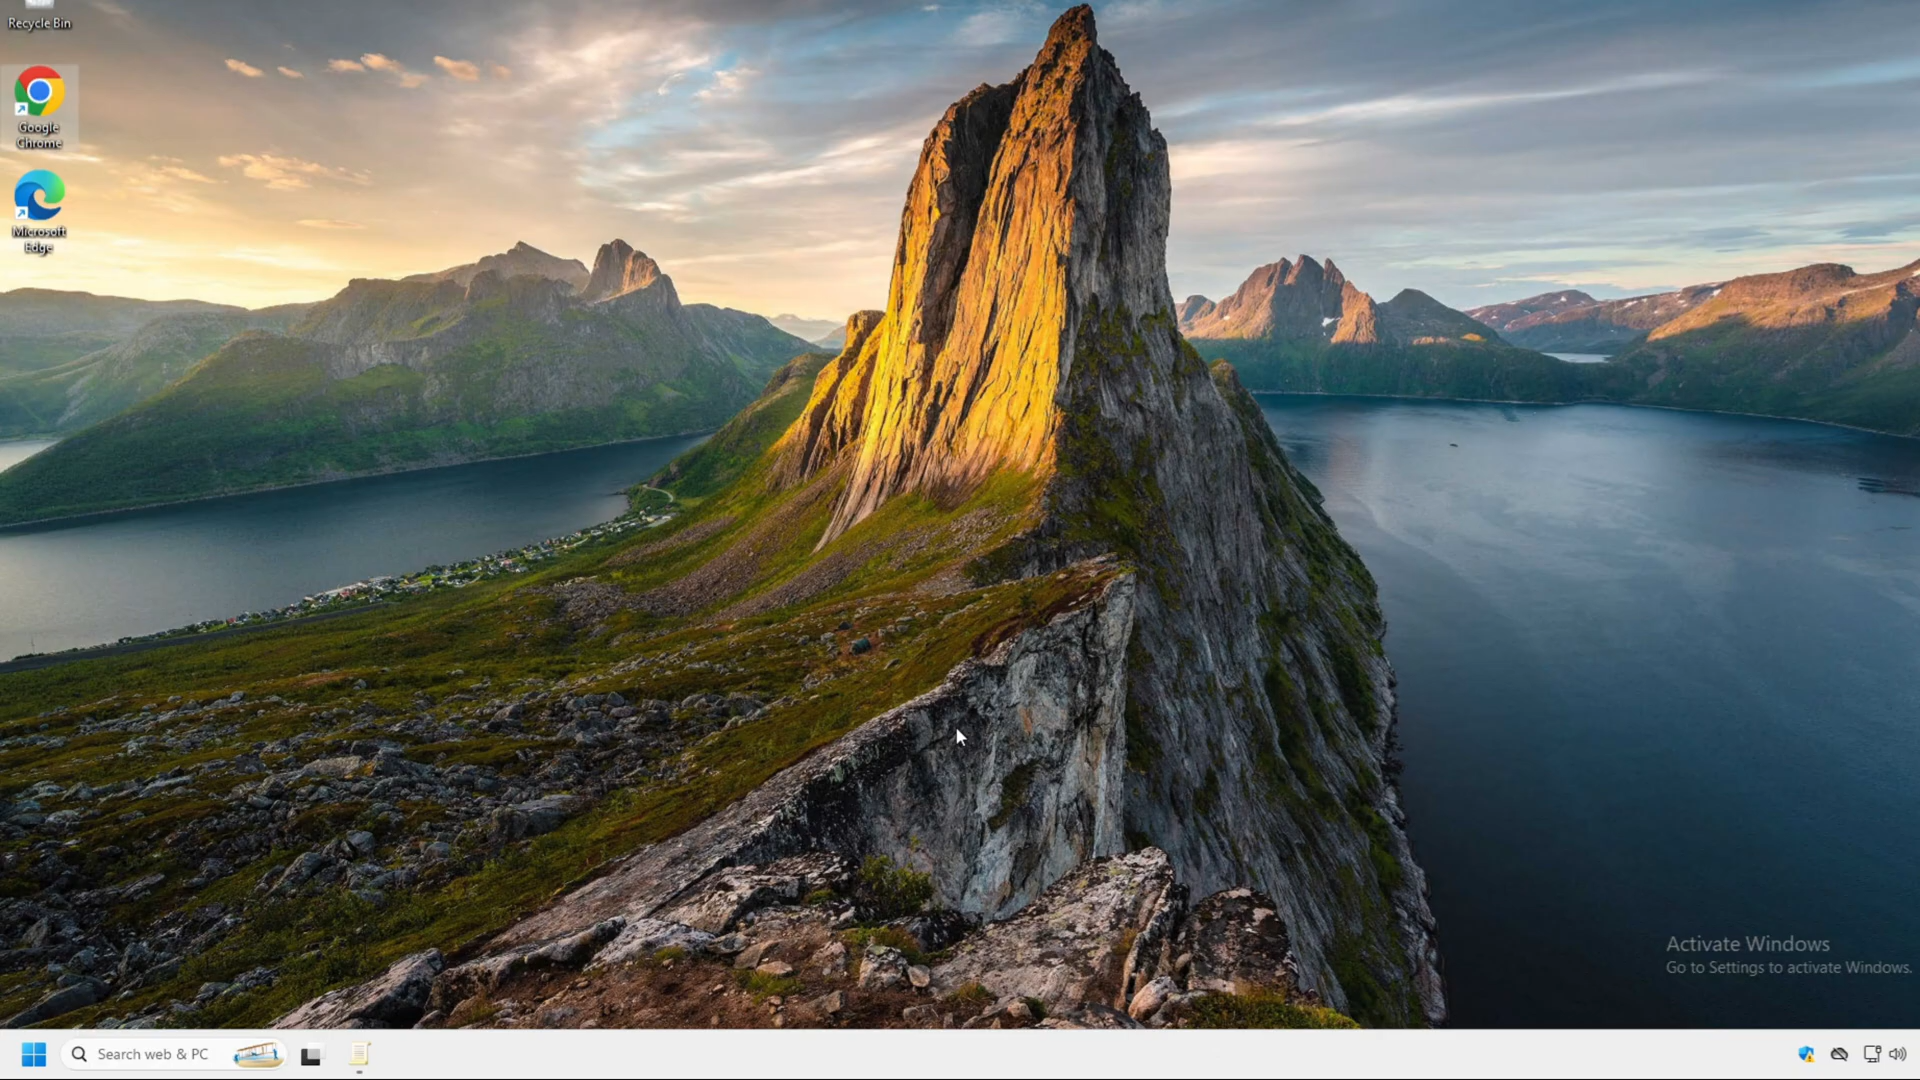 Recycle Bin
Google
Chrome
Microsoft
Edge
Activate Windows
Go to Settings to activate Windows.
Search web & PC